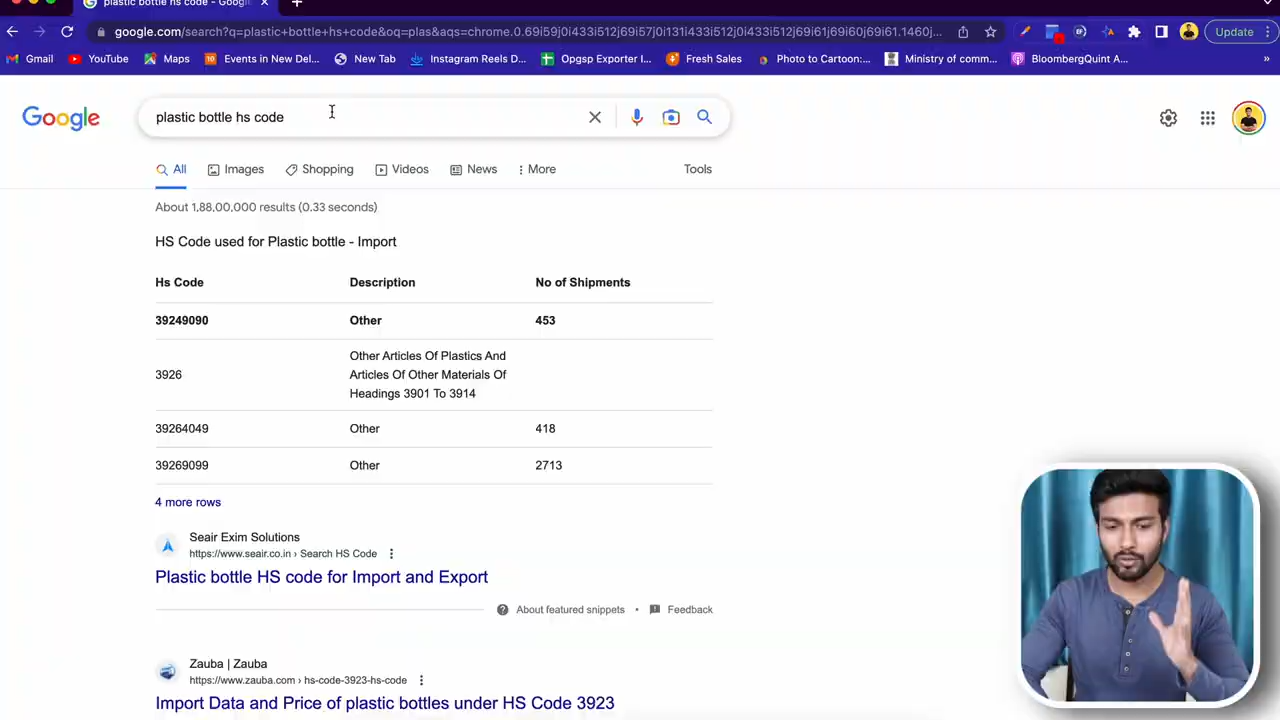 plastic bottle hs code - Google
google.com/search?q=plastic+bottle+hs+code&oq=plas&aqs=chrome.0.69i59j0i433i512j69i57j0i131i433i512j0i433i512j69i61j69i60j69i61.1460j...
Update
Gmail
YouTube
Maps
Events in New Del...
New Tab
Instagram Reels D...
Opgsp Exporter I...
Fresh Sales
Photo to Cartoon:...
Ministry of comm...
BloombergQuint A...
»
Google
plastic bottle hs code
All
Images
Shopping
Videos
News
More
Tools
About 1,88,00,000 results (0.33 seconds)
HS Code used for Plastic bottle - Import
Hs Code Description No of Shipments
39249090 Other 453
Other Articles Of Plastics And
3926 Articles Of Other Materials Of
Headings 3901 To 3914
39264049 Other 418
39269099 Other 2713
4 more rows
Seair Exim Solutions
https://www.seair.co.in › Search HS Code
Plastic bottle HS code for Import and Export
About featured snippets • Feedback
Zauba | Zauba
https://www.zauba.com › hs-code-3923-hs-code
Import Data and Price of plastic bottles under HS Code 3923